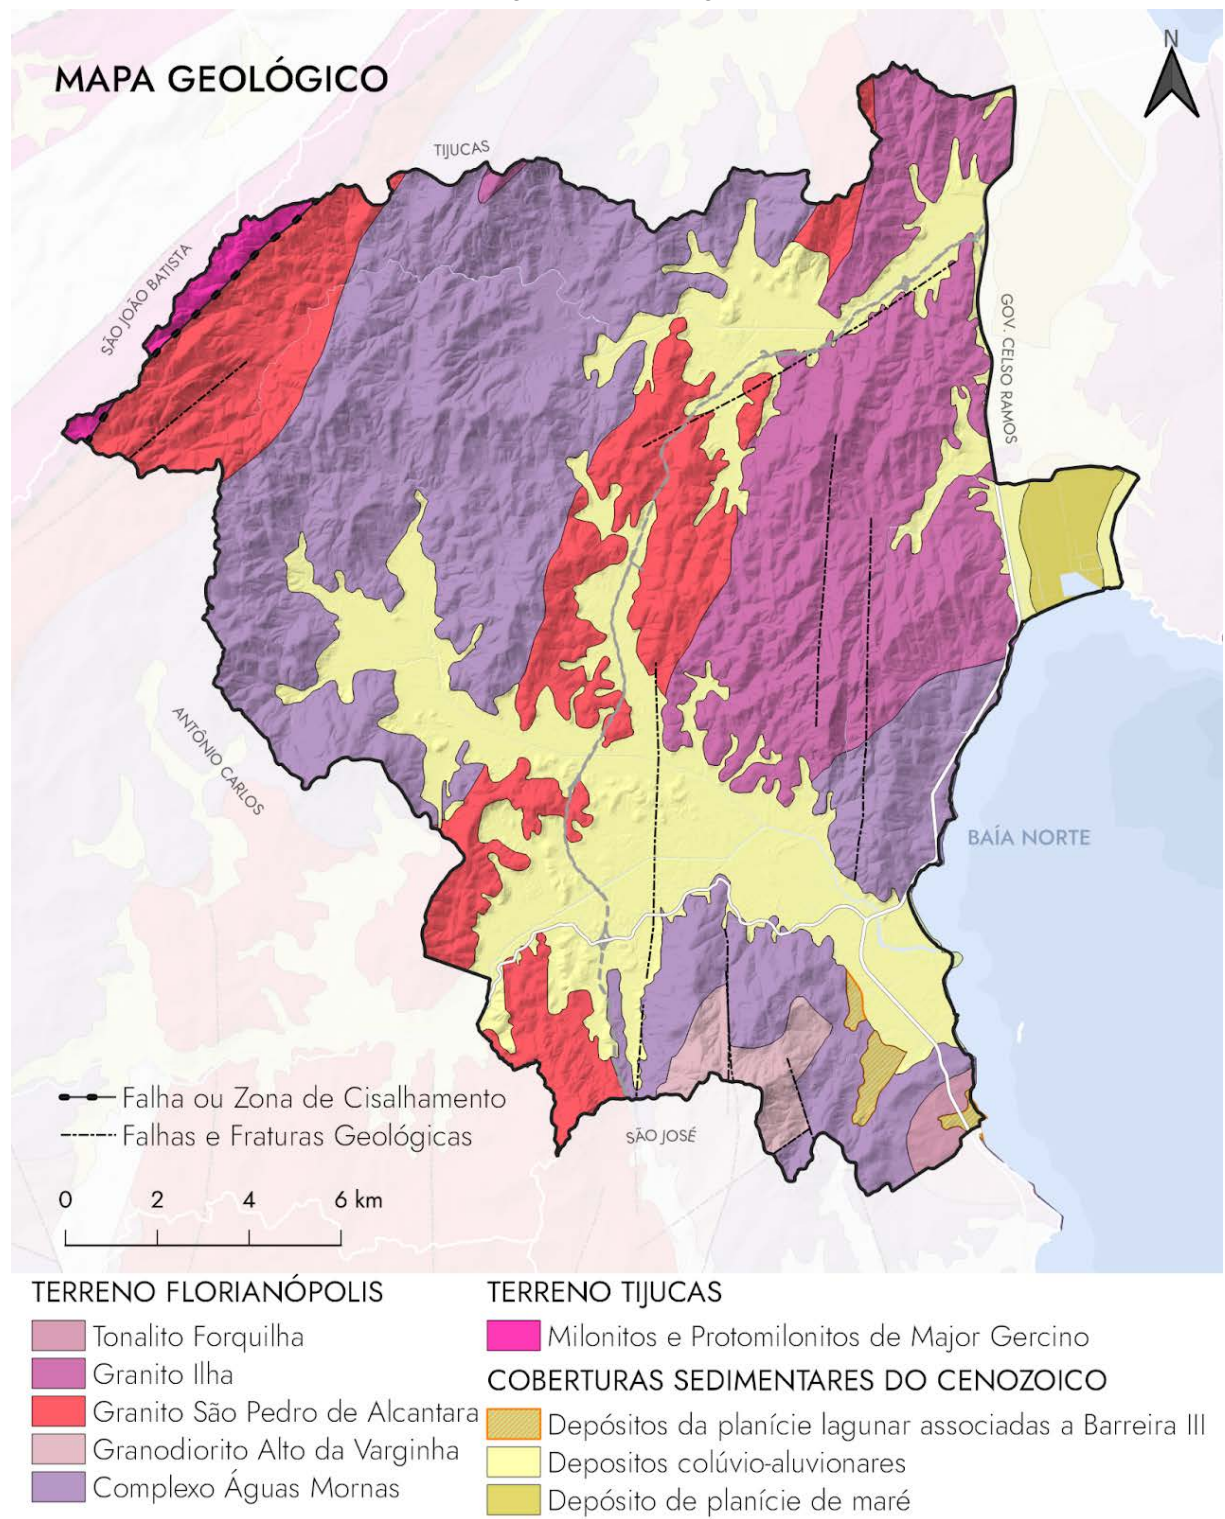 MAPA GEOLÓGICO
N
TIJUCAS
SÃO JOÃO BATISTA
GOV. CELSO RAMOS
ANTÔNIO CARLOS
BAÍA NORTE
SÃO JOSÉ
Falha ou Zona de Cisalhamento
Falhas e Fraturas Geológicas
0 2 4 6 km
TERRENO FLORIANÓPOLIS
Tonalito Forquilha
Granito Ilha
Granito São Pedro de Alcantara
Granodiorito Alto da Varginha
Complexo Águas Mornas
TERRENO TIJUCAS
Milonitos e Protomilonitos de Major Gercino
COBERTURAS SEDIMENTARES DO CENOZOICO
Depósitos da planície lagunar associadas a Barreira III
Depositos colúvio-aluvionares
Depósito de planície de maré